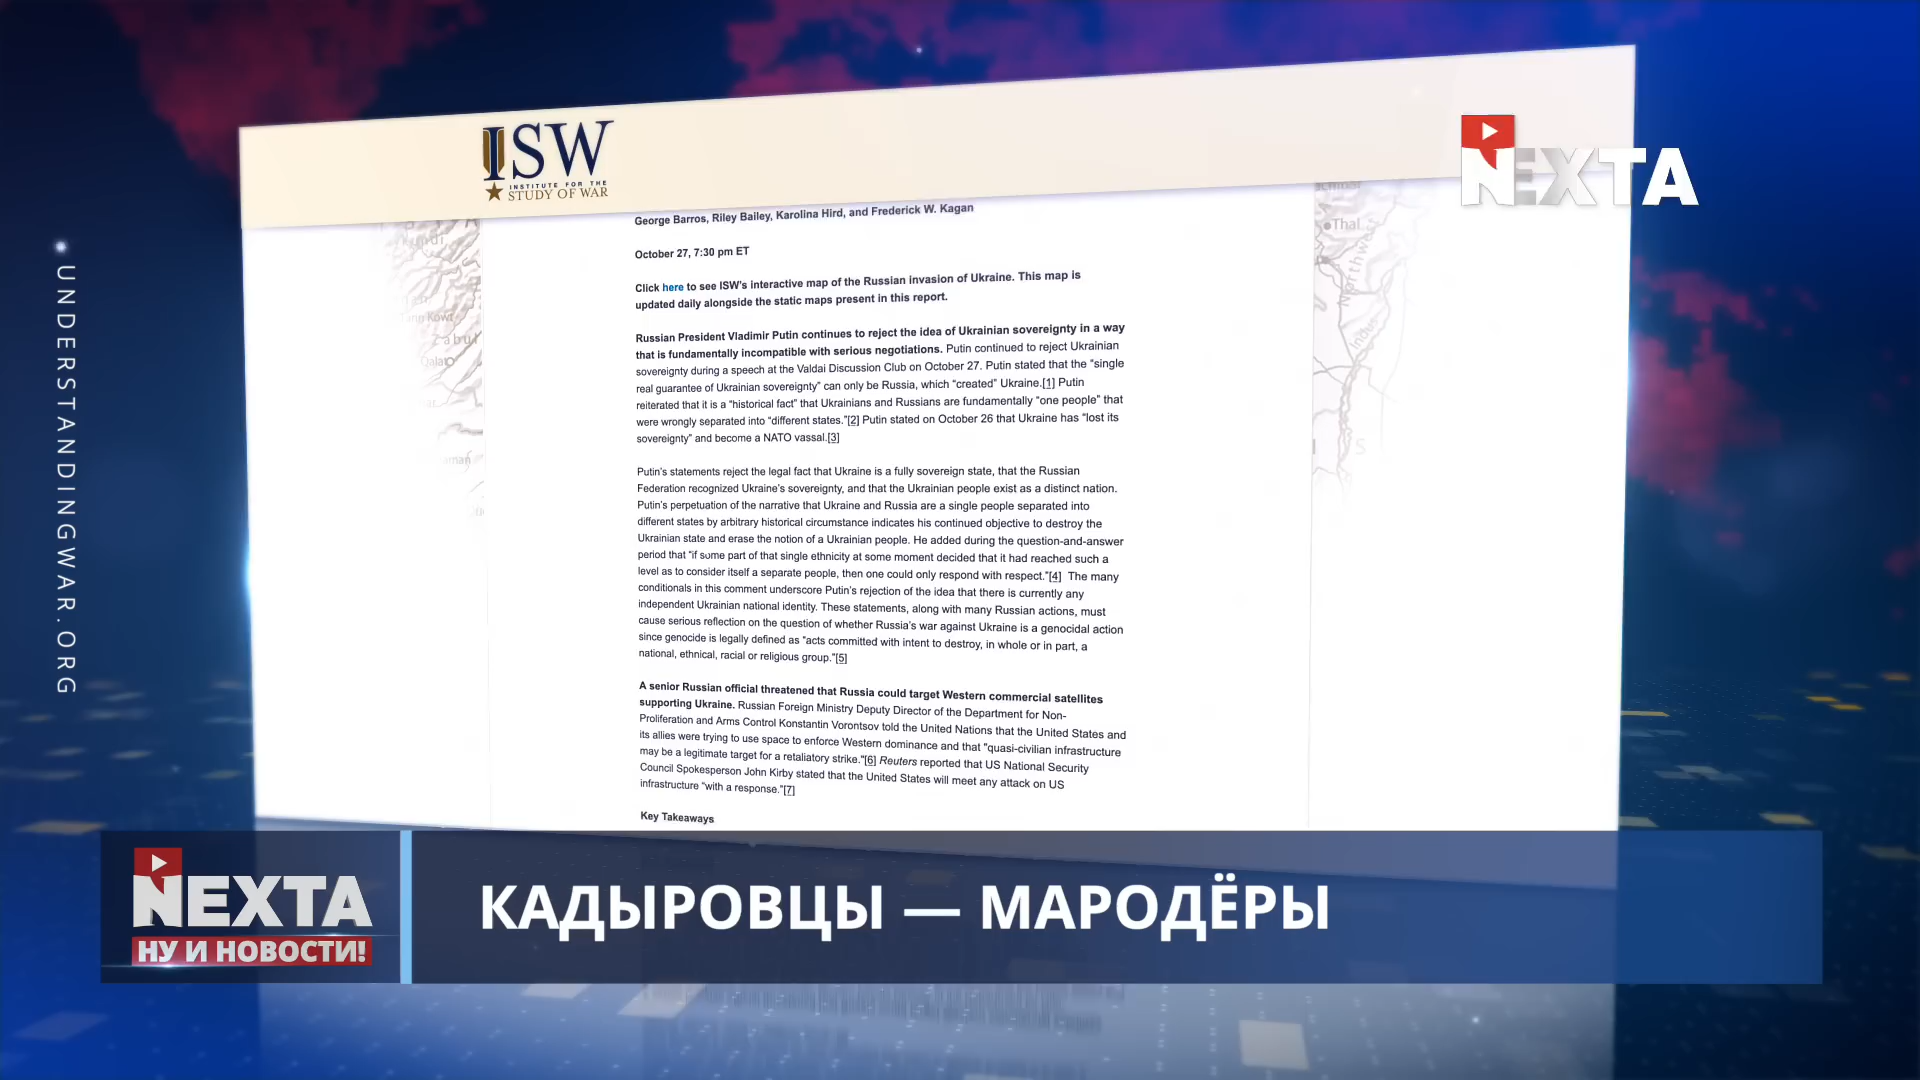 ISW
INSTITUTE FOR THE
STUDY OF WAR
NEXTA
UNDERSTANDINGWAR.ORG
George Barros, Riley Bailey, Karolina Hird, and Frederick W. Kagan
October 27, 7:30 pm ET
Click here to see ISW's interactive map of the Russian invasion of Ukraine. This map is
updated daily alongside the static maps present in this report.
Russian President Vladimir Putin continues to reject the idea of Ukrainian sovereignty in a way
that is fundamentally incompatible with serious negotiations. Putin continued to reject Ukrainian
sovereignty during a speech at the Valdai Discussion Club on October 27. Putin stated that the “single
real guarantee of Ukrainian sovereignty” can only be Russia, which “created” Ukraine.[1] Putin
reiterated that it is a “historical fact” that Ukrainians and Russians are fundamentally “one people” that
were wrongly separated into “different states.”[2] Putin stated on October 26 that Ukraine has “lost its
sovereignty” and become a NATO vassal.[3]
Putin's statements reject the legal fact that Ukraine is a fully sovereign state, that the Russian
Federation recognized Ukraine's sovereignty, and that the Ukrainian people exist as a distinct nation.
Putin's perpetuation of the narrative that Ukraine and Russia are a single people separated into
different states by arbitrary historical circumstance indicates his continued objective to destroy the
Ukrainian state and erase the notion of a Ukrainian people. He added during the question-and-answer
period that “if some part of that single ethnicity at some moment decided that it had reached such a
level as to consider itself a separate people, then one could only respond with respect.”[4] The many
conditionals in this comment underscore Putin's rejection of the idea that there is currently any
independent Ukrainian national identity. These statements, along with many Russian actions, must
cause serious reflection on the question of whether Russia's war against Ukraine is a genocidal action
since genocide is legally defined as “acts committed with intent to destroy, in whole or in part, a
national, ethnical, racial or religious group.”[5]
A senior Russian official threatened that Russia could target Western commercial satellites
supporting Ukraine. Russian Foreign Ministry Deputy Director of the Department for Non-
Proliferation and Arms Control Konstantin Vorontsov told the United Nations that the United States and
its allies were trying to use space to enforce Western dominance and that “quasi-civilian infrastructure
may be a legitimate target for a retaliatory strike.”[6] Reuters reported that US National Security
Council Spokesperson John Kirby stated that the United States will meet any attack on US
infrastructure “with a response.”[7]
Key Takeaways
Thal
Northwe
Indus
Zabul
Qalat
NEXTA
НУ И НОВОСТИ!
КАДЫРОВЦЫ — МАРОДЁРЫ